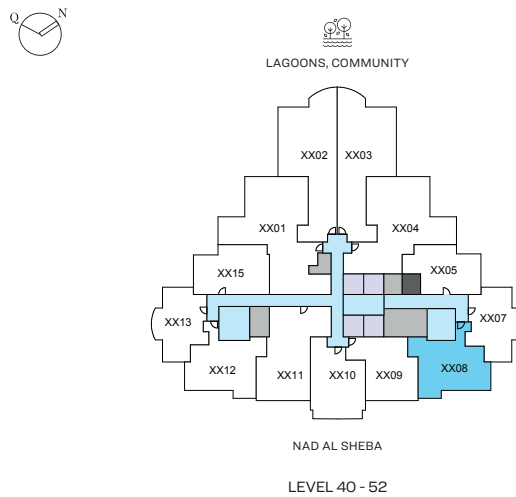 Q N
LAGOONS, COMMUNITY
XX02 XX03
XX01 XX04
XX15 XX05
XX13 XX07
XX12 XX11 XX10 XX09 XX08
NAD AL SHEBA
LEVEL 40 - 52